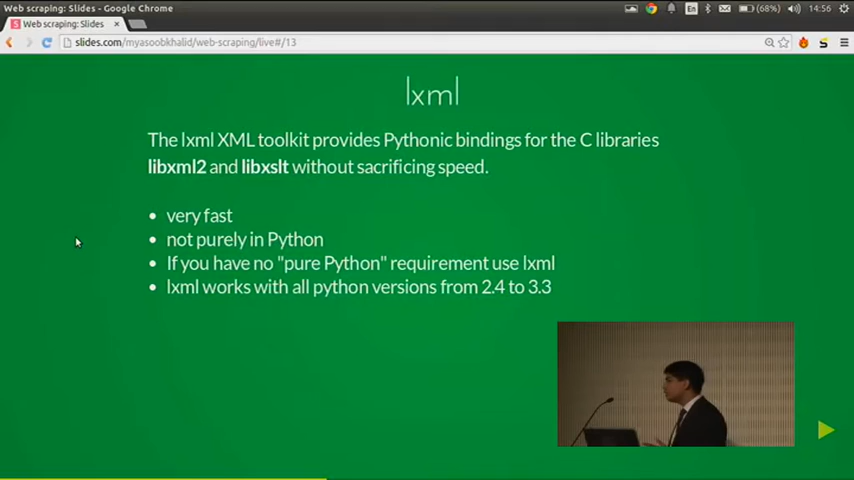 Web scraping: Slides - Google Chrome
En
(68%)
14:56
S
Web scraping: Slides
slides.com/myasoobkhalid/web-scraping/live#/13
lxml
The lxml XML toolkit provides Pythonic bindings for the C libraries
libxml2 and libxslt without sacrificing speed.
• very fast
• not purely in Python
• If you have no "pure Python" requirement use lxml
• lxml works with all python versions from 2.4 to 3.3